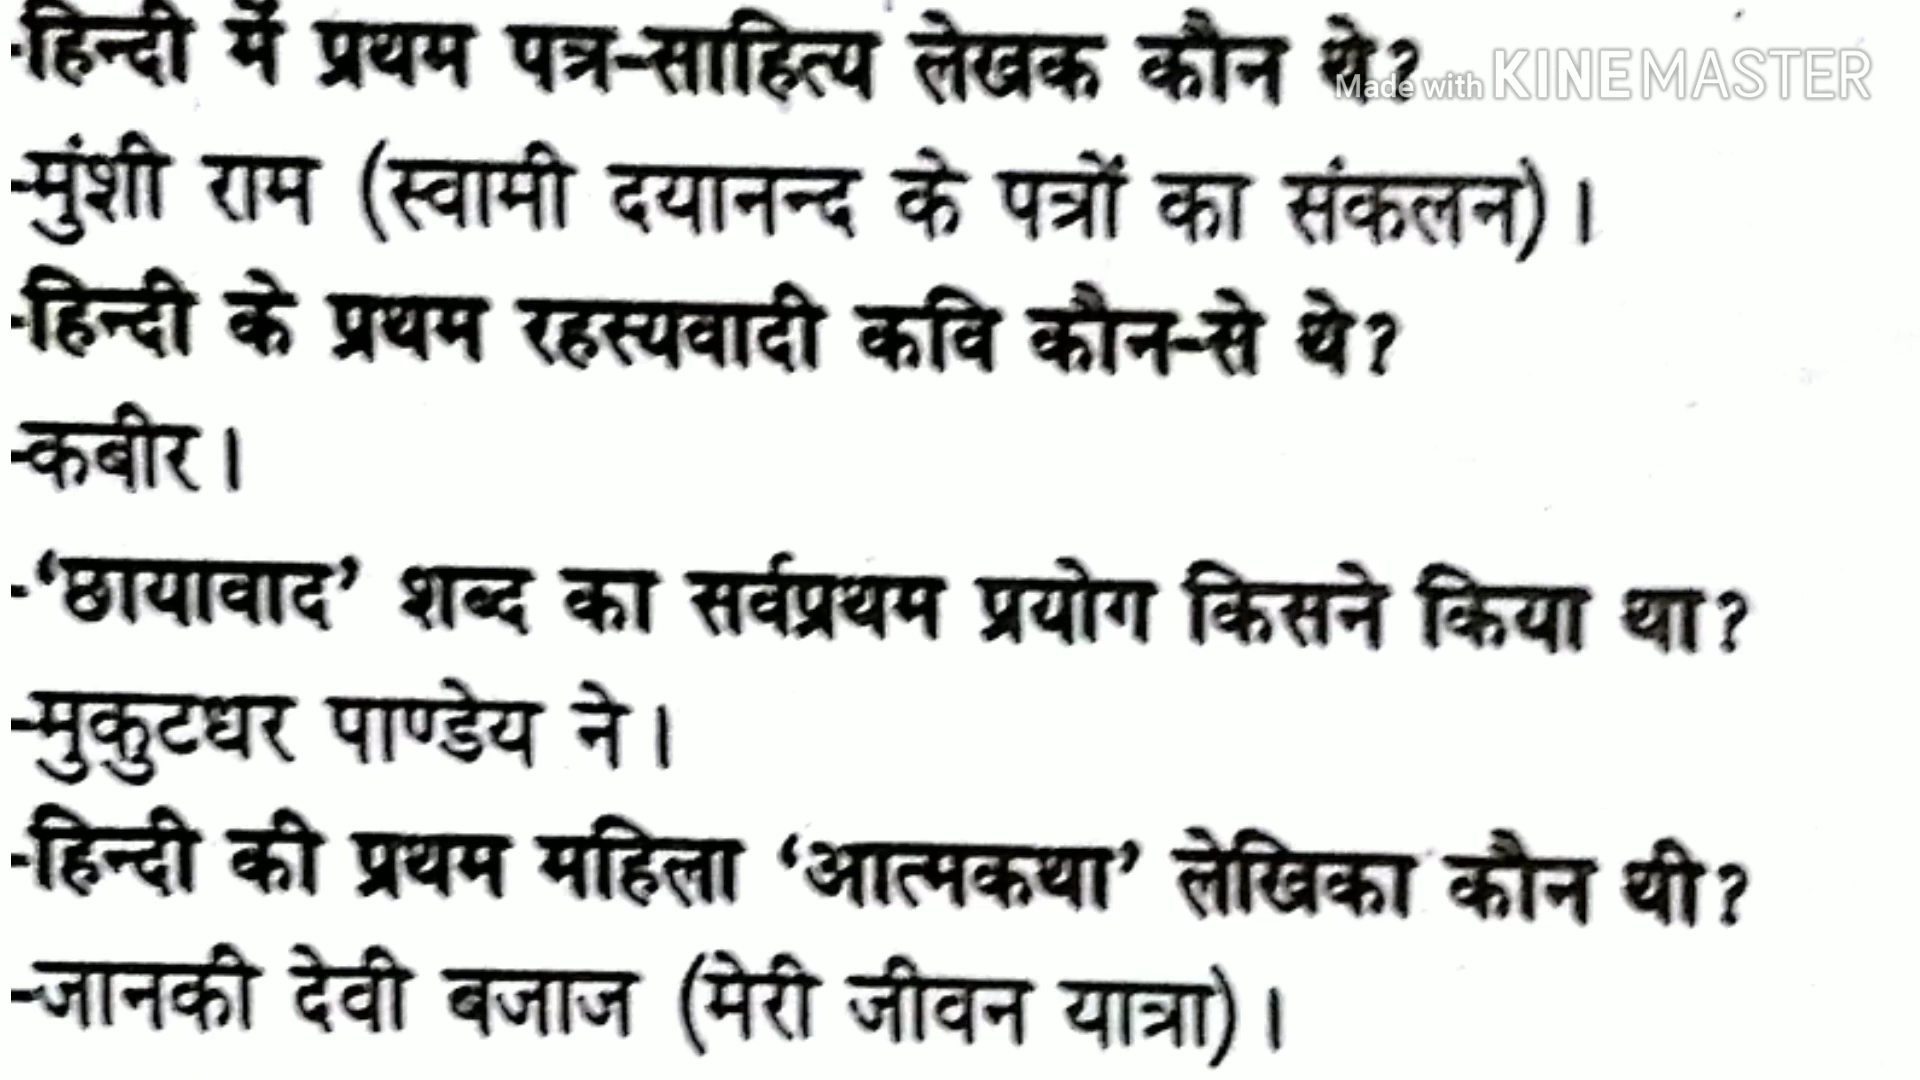 -हिन्दी में प्रथम पत्र-साहित्य लेखक कौन थे?
Made with KINEMASTER
-मुंशी राम (स्वामी दयानन्द के पत्रों का संकलन)।
-हिन्दी के प्रथम रहस्यवादी कवि कौन-से थे?
-कबीर।
-‘छायावाद’ शब्द का सर्वप्रथम प्रयोग किसने किया था?
-मुकुटधर पाण्डेय ने।
-हिन्दी की प्रथम महिला ‘आत्मकथा’ लेखिका कौन थी?
-जानकी देवी बजाज (मेरी जीवन यात्रा)।